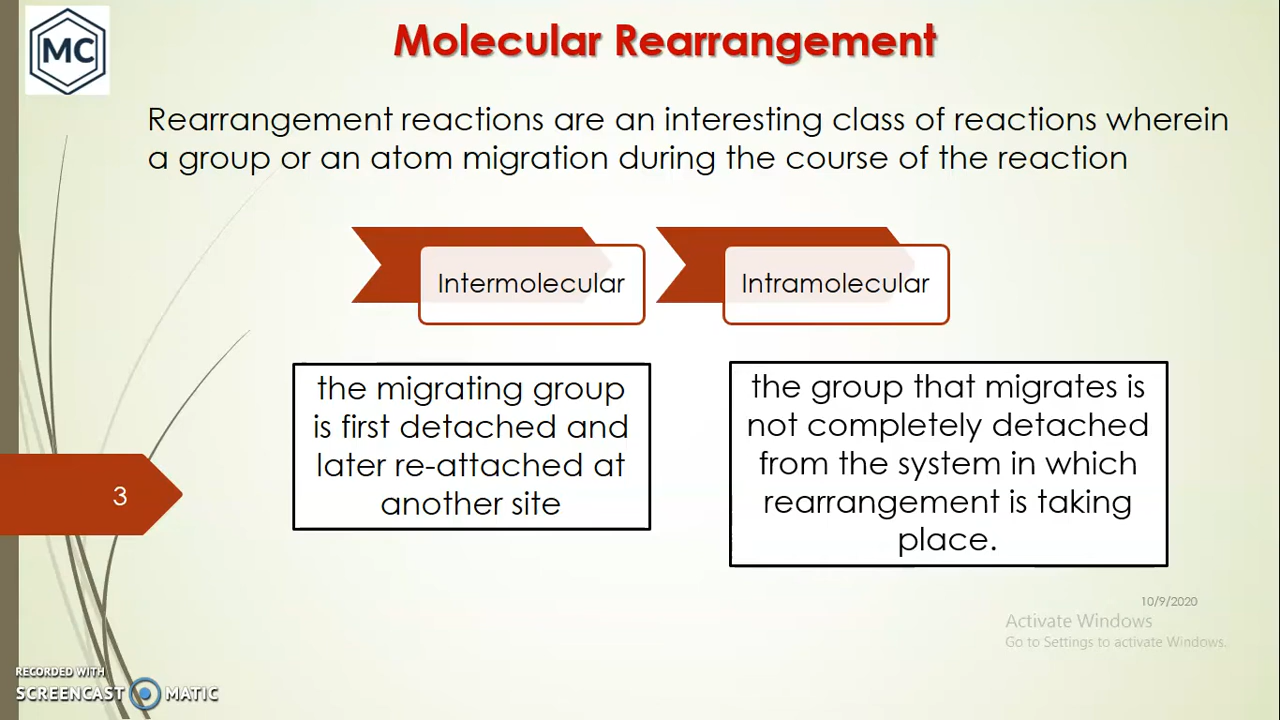 MC
Molecular Rearrangement
Rearrangement reactions are an interesting class of reactions wherein
a group or an atom migration during the course of the reaction
Intermolecular
Intramolecular
the migrating group
is first detached and
later re-attached at
another site
the group that migrates is
not completely detached
from the system in which
rearrangement is taking
place.
3
10/9/2020
Activate Windows
Go to Settings to activate Windows.
RECORDED WITH
SCREENCAST MATIC